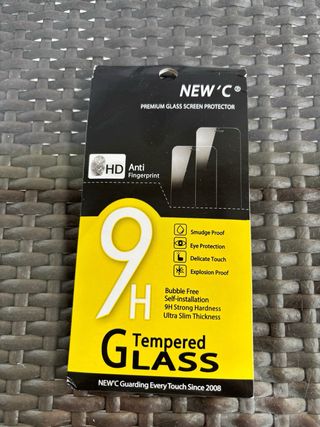 NEW'C®
PREMIUM GLASS SCREEN PROTECTOR
HD
Anti
Fingerprint
9H
Smudge Proof
Eye Protection
Delicate Touch
Explosion Proof
Bubble Free
Self-installation
9H Strong Hardness
Ultra Slim Thickness
Tempered
GLASS
NEW'C Guarding Every Touch Since 2008